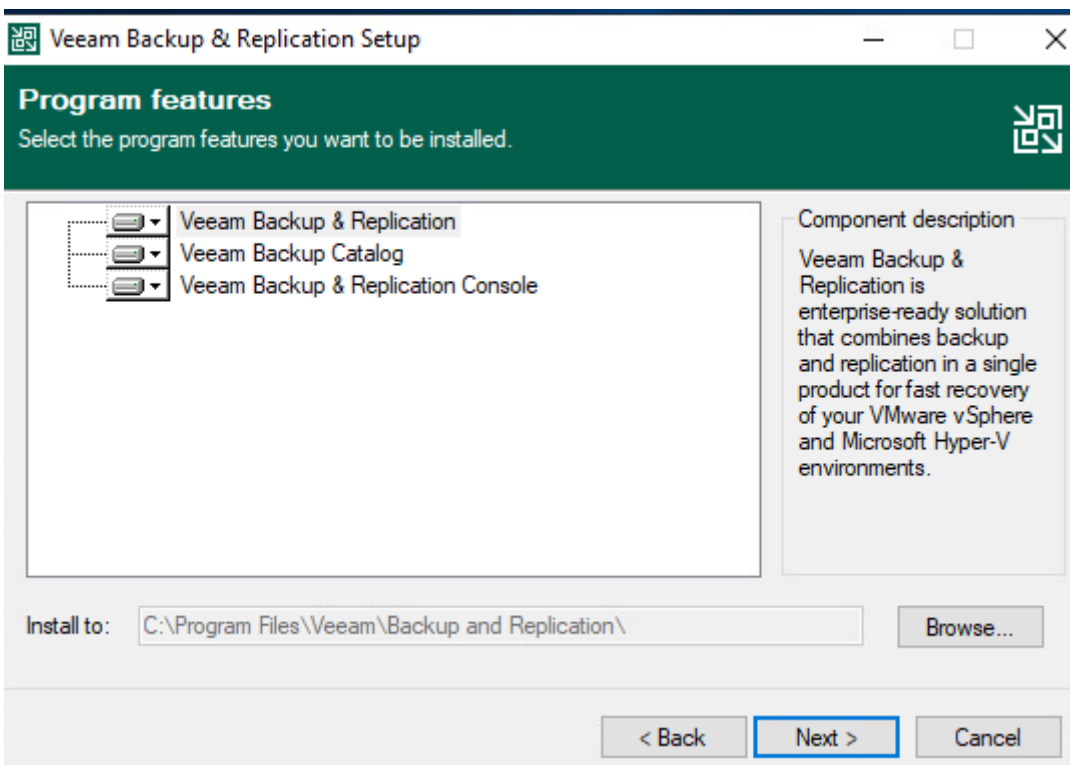 Veeam Backup & Replication Setup
Program features
Select the program features you want to be installed.
Veeam Backup & Replication
Veeam Backup Catalog
Veeam Backup & Replication Console
Component description
Veeam Backup &
Replication is
enterprise-ready solution
that combines backup
and replication in a single
product for fast recovery
of your VMware vSphere
and Microsoft Hyper-V
environments.
Install to: C:\Program Files\Veeam\Backup and Replication\ Browse...
< Back Next > Cancel